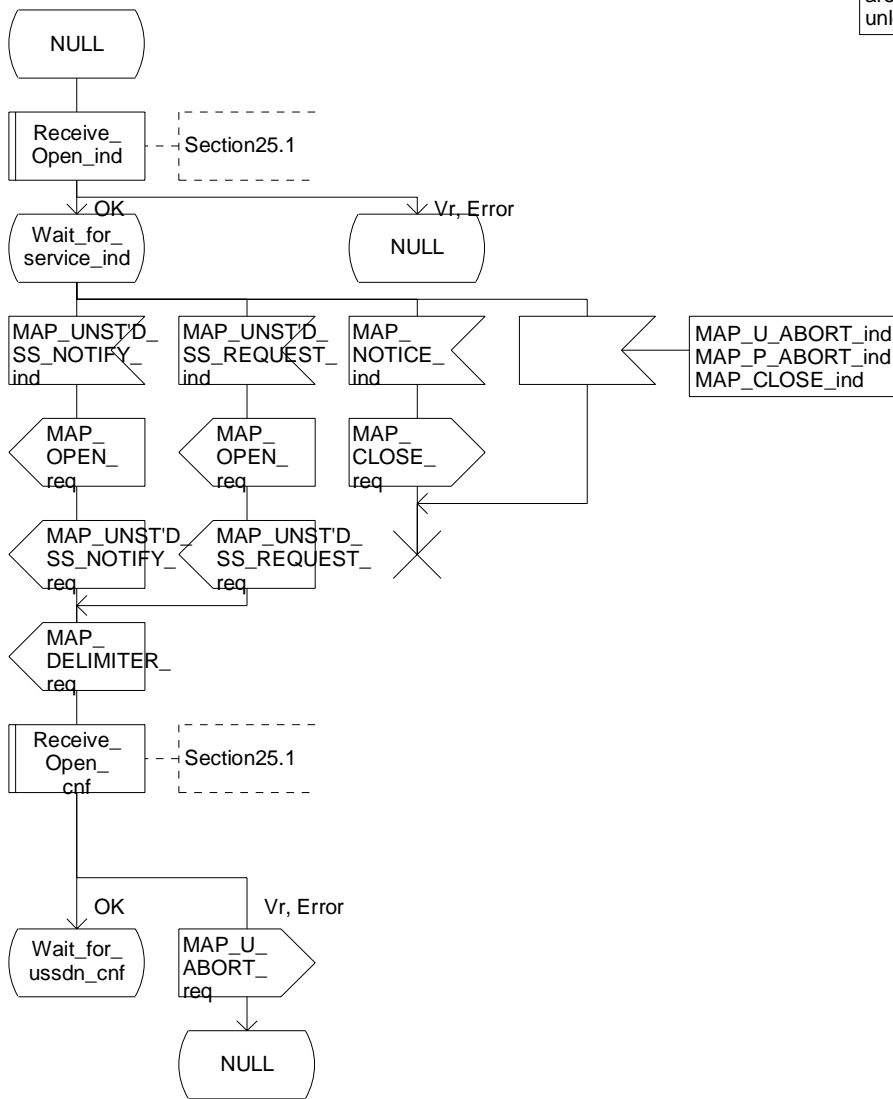 unl
NULL
Receive_
Open_ind
Section25.1
OK
Vr, Error
Wait_for_
service_ind
NULL
MAP_UNST'D_
SS_NOTIFY_
ind
MAP_UNST'D_
SS_REQUEST_
ind
MAP_
NOTICE_
ind
MAP_U_ABORT_ind
MAP_P_ABORT_ind
MAP_CLOSE_ind
MAP_
OPEN_
req
MAP_
OPEN_
req
MAP_
CLOSE_
req
MAP_UNST'D_
SS_NOTIFY_
req
MAP_UNST'D_
SS_REQUEST_
req
MAP_
DELIMITER_
req
Receive_
Open_
cnf
Section25.1
OK
Vr, Error
Wait_for_
ussdn_cnf
MAP_U_
ABORT_
req
NULL